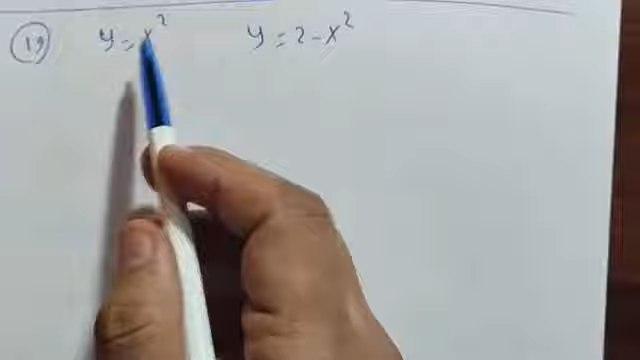 19 y = x² y = 2 - x²